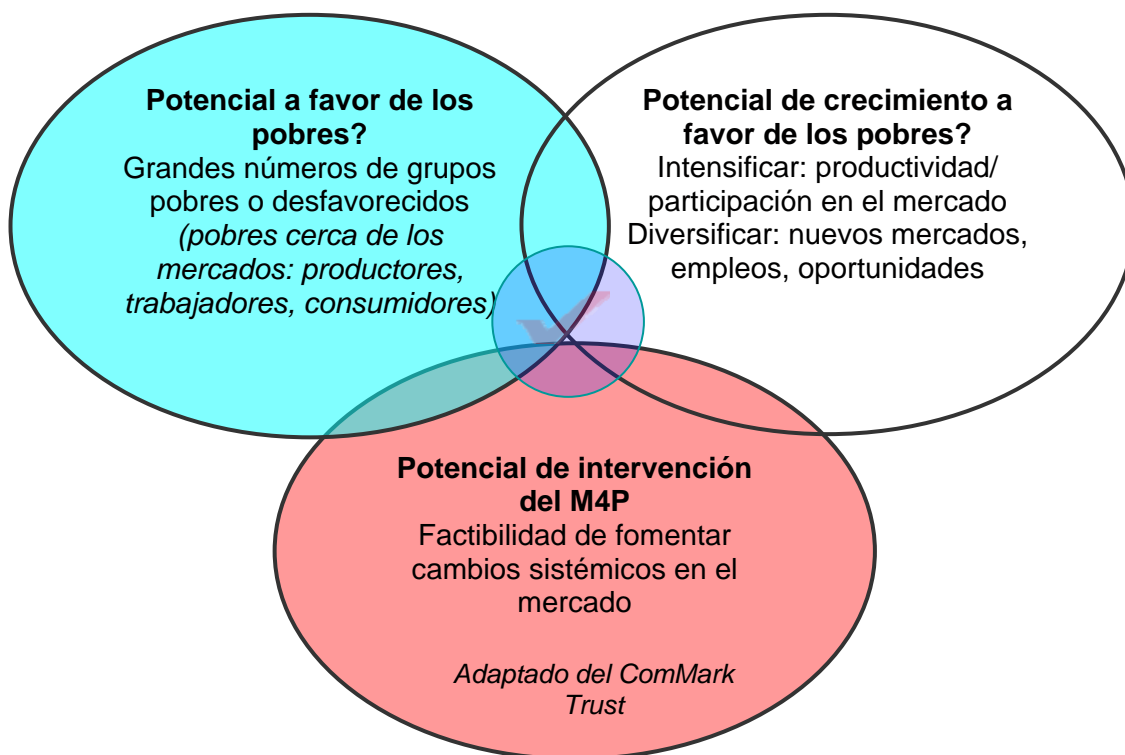 Potencial a favor de los
pobres?
Grandes números de grupos
pobres o desfavorecidos
(pobres cerca de los
mercados: productores,
trabajadores, consumidores)
Potencial de crecimiento a
favor de los pobres?
Intensificar: productividad/
participación en el mercado
Diversificar: nuevos mercados,
empleos, oportunidades
Potencial de intervención
del M4P
Factibilidad de fomentar
cambios sistémicos en el
mercado
Adaptado del ComMark
Trust